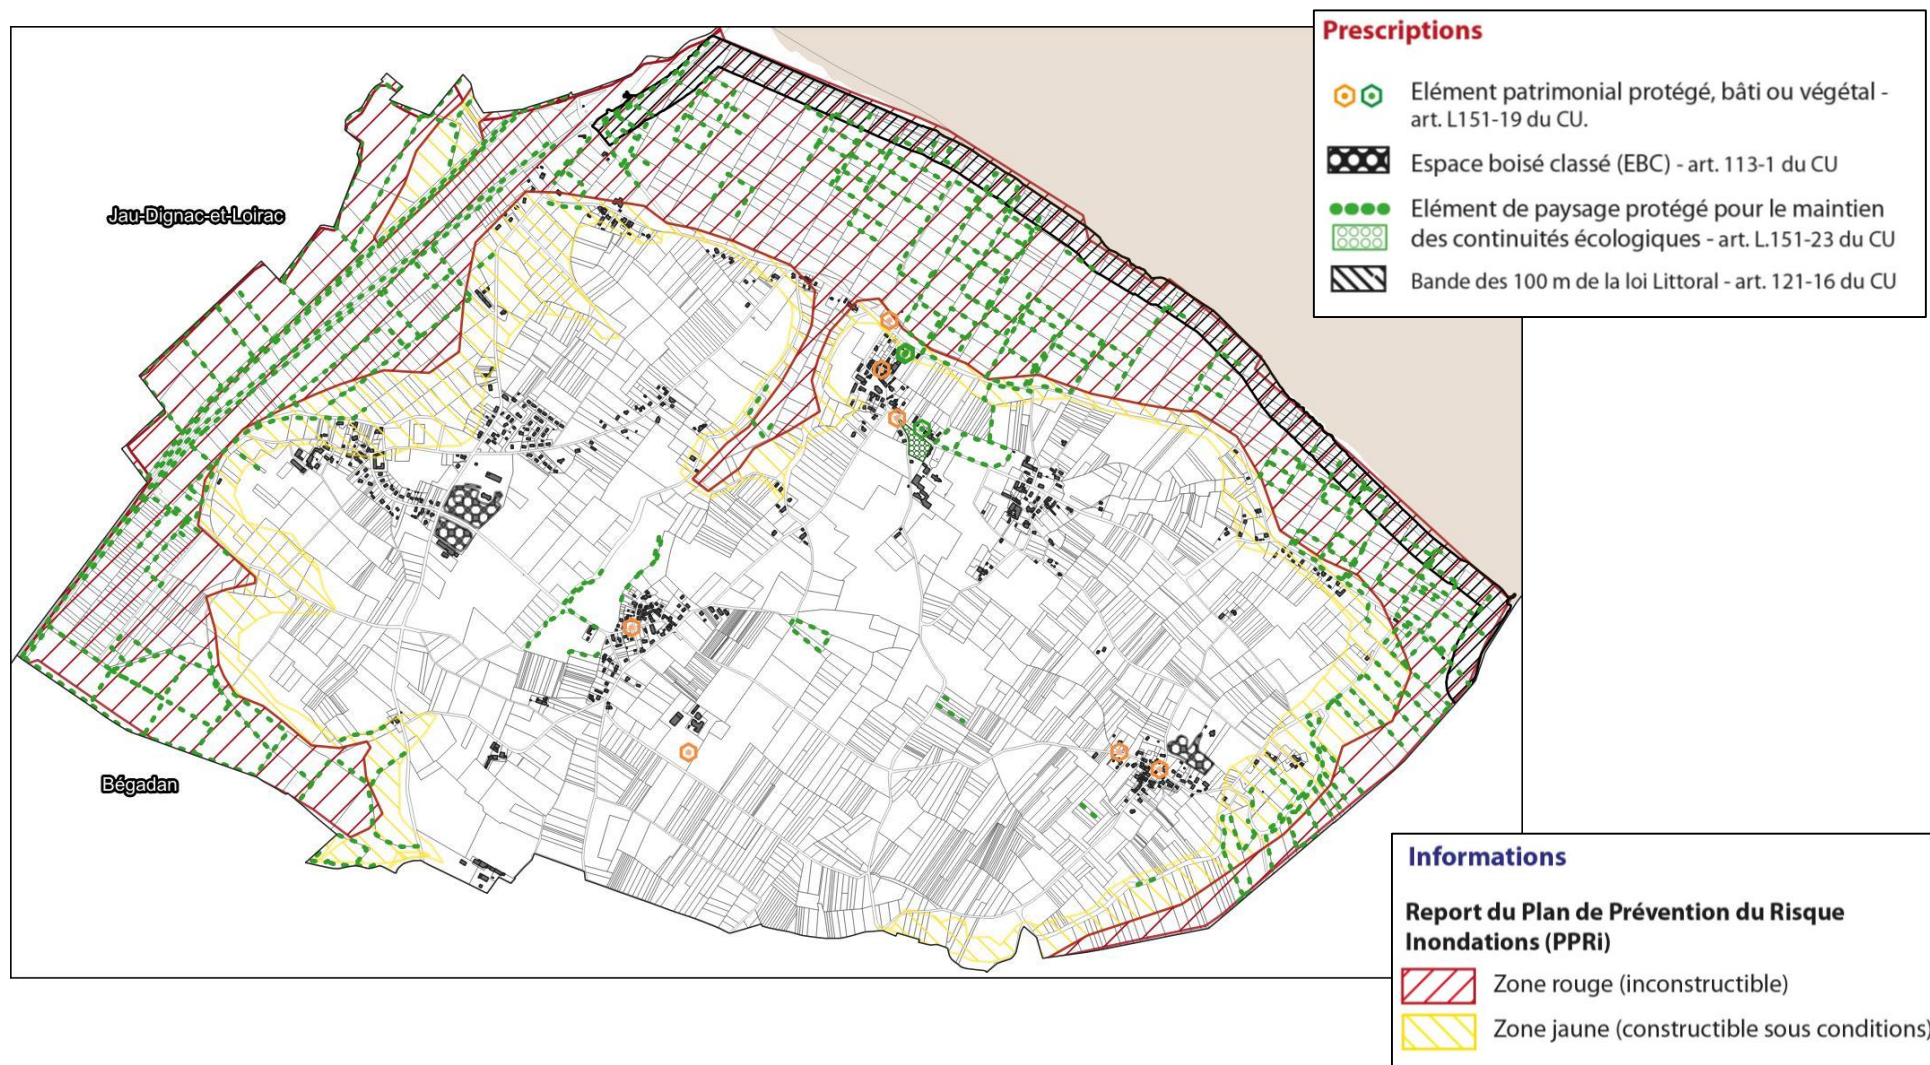 Prescriptions
Elément patrimonial protégé, bâti ou végétal -
art. L151-19 du CU.
Espace boisé classé (EBC) - art. 113-1 du CU
Elément de paysage protégé pour le maintien
des continuités écologiques - art. L.151-23 du CU
Bande des 100 m de la loi Littoral - art. 121-16 du CU
Jau-Dignac-et-Loirac
Bégadan
Informations
Report du Plan de Prévention du Risque
Inondations (PPRi)
Zone rouge (inconstructible)
Zone jaune (constructible sous conditions)